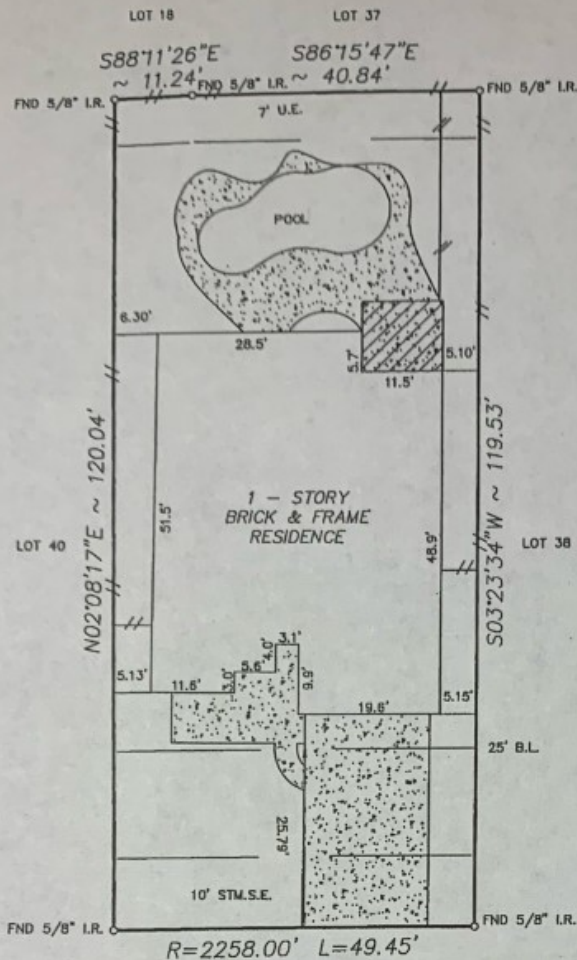 LOT 18
LOT 37
S88°11'26"E
~ 11.24'
S86°15'47"E
~ 40.84'
FND 5/8" I.R.
FND 5/8" I.R.
FND 5/8" I.R.
7' U.E.
POOL
6.30'
28.5'
5.7'
11.5'
5.10'
N02°08'17"E ~ 120.04'
51.5'
1 - STORY
BRICK & FRAME
RESIDENCE
48.9'
S03°23'34"W ~ 119.53'
LOT 40
LOT 38
5.13'
11.6'
3.0'
5.6'
4.0'
3.1'
9.9'
19.6'
5.15'
25' B.L.
25.79'
10' STM.S.E.
FND 5/8" I.R.
FND 5/8" I.R.
R=2258.00' L=49.45'